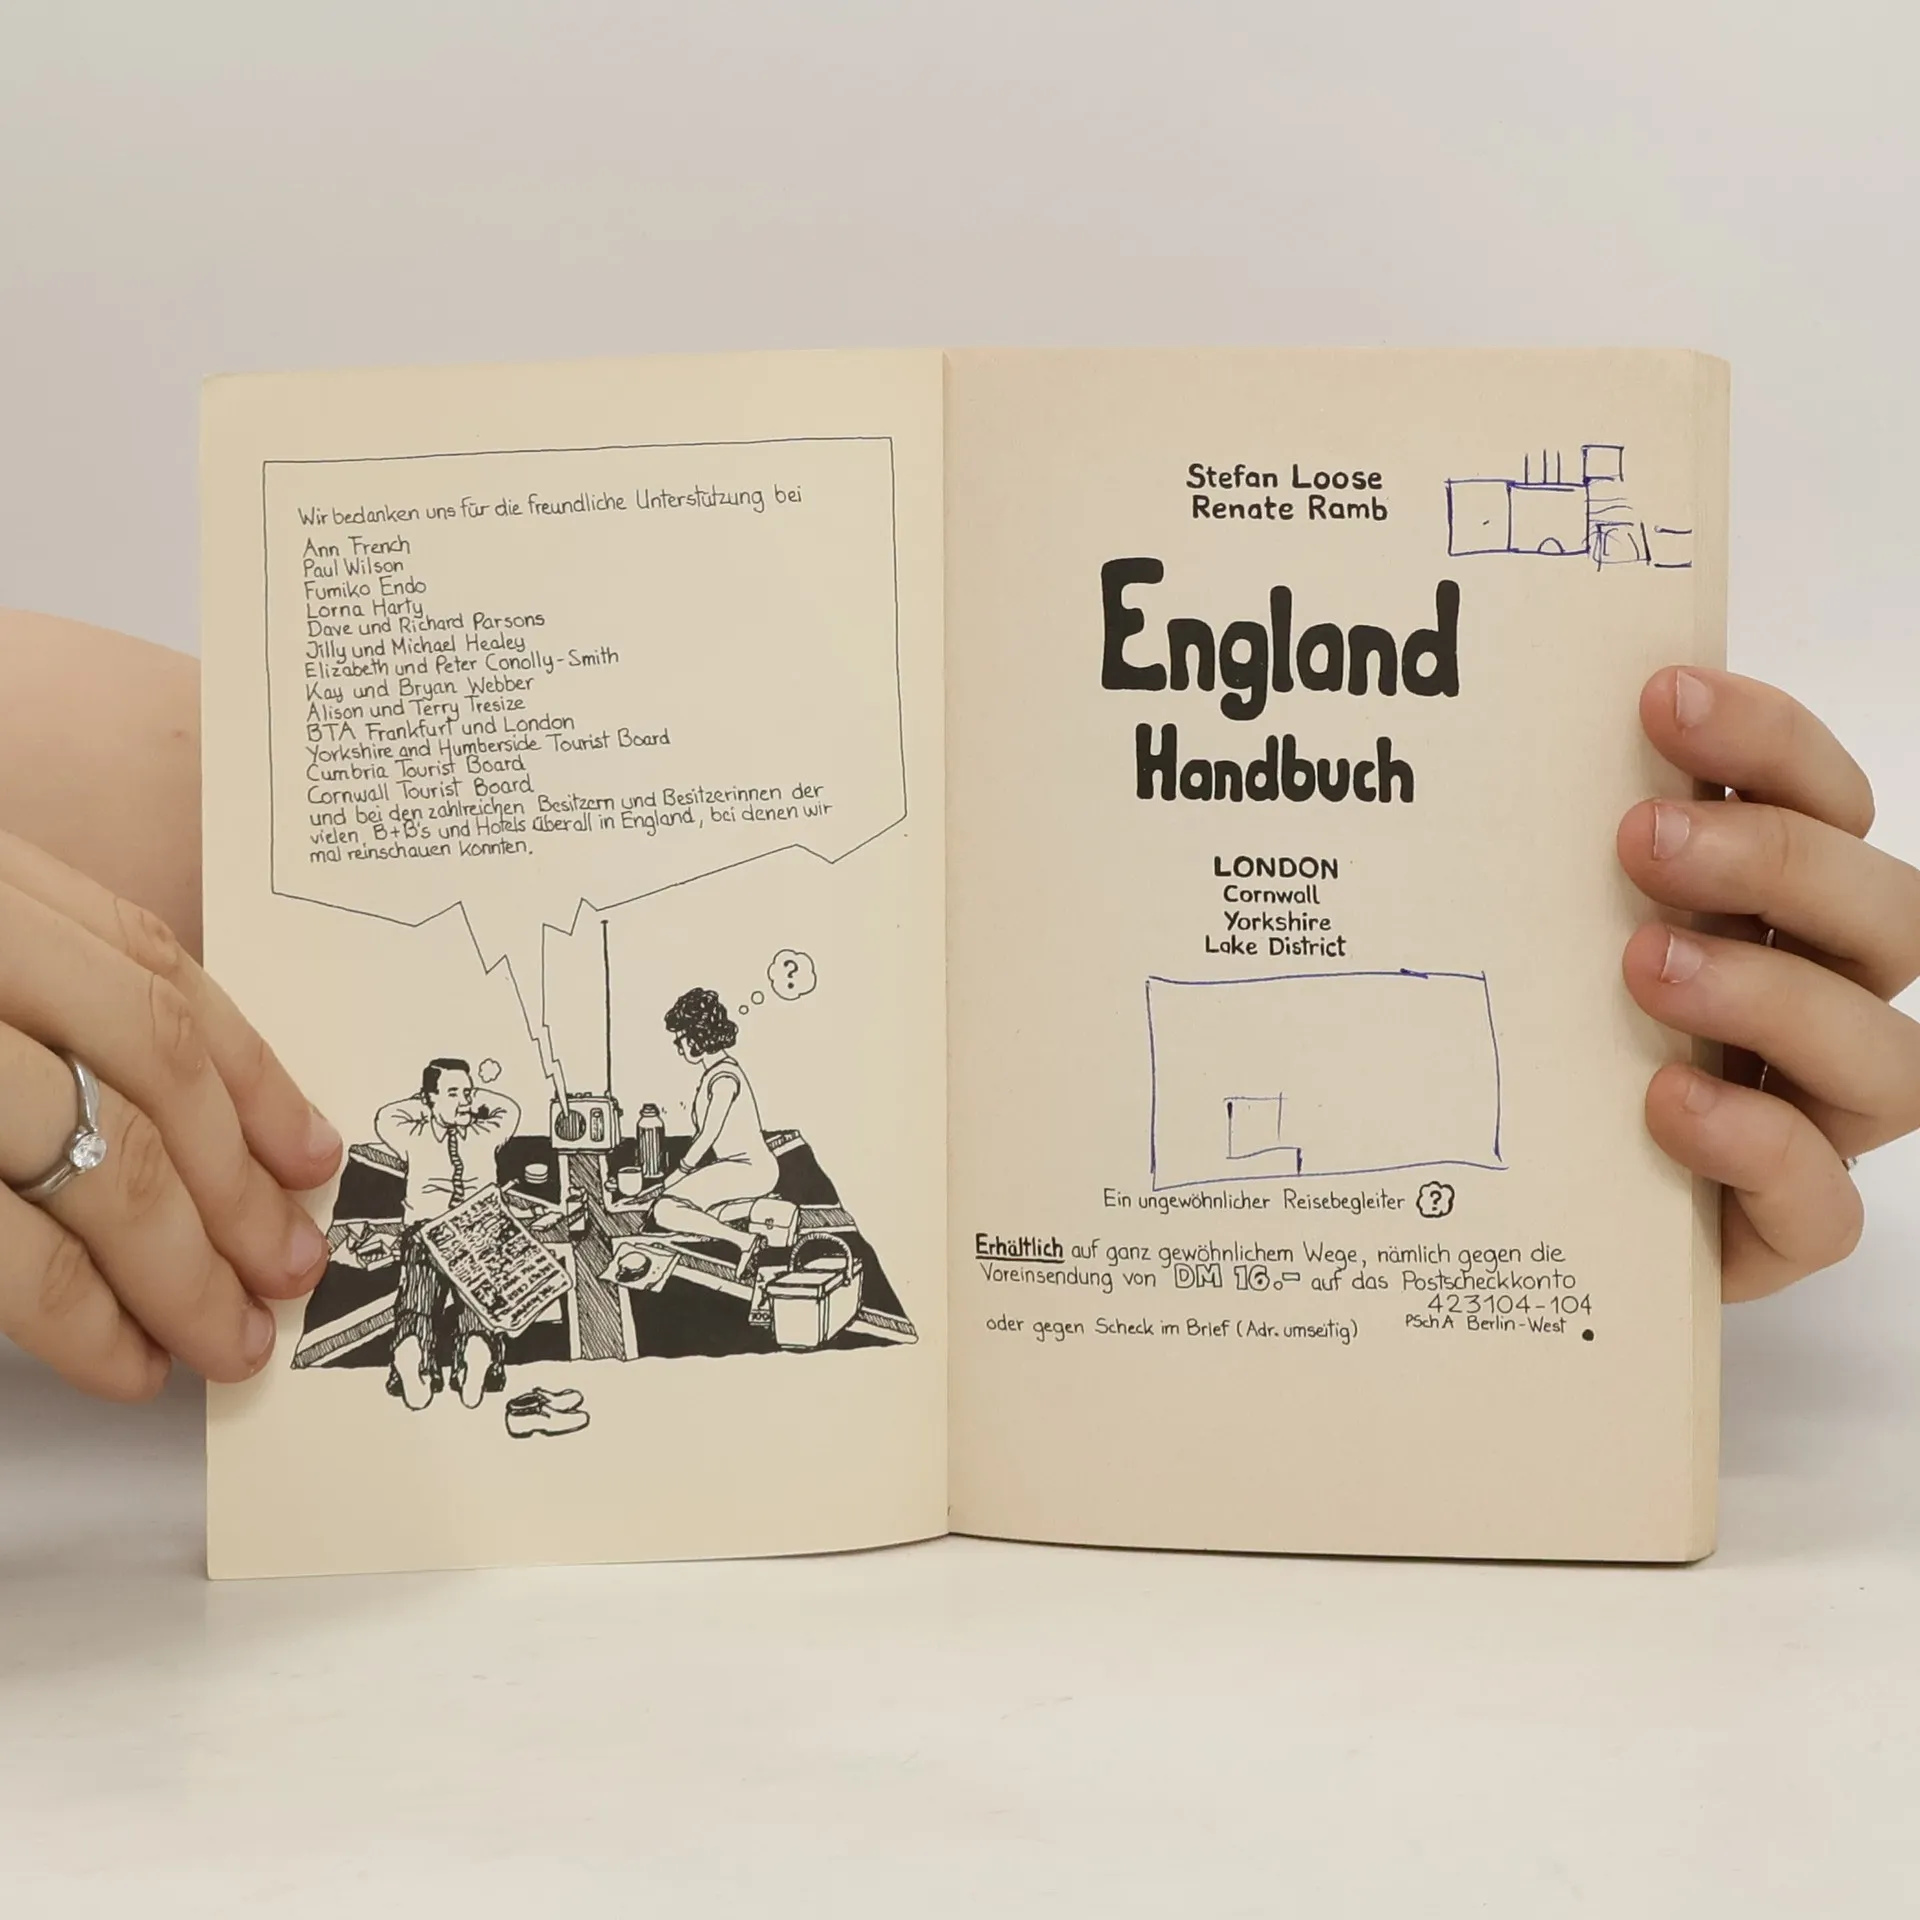 Wir bedanken uns für die freundliche Unterstützung bei
Ann French
Paul Wilson
Fumiko Endo
Lorna Harty
Dave und Richard Parsons
Jilly und Michael Healey
Elizabeth und Peter Conolly-Smith
Kay und Bryan Webber
Alison und Terry Tresize
BTA Frankfurt und London
Yorkshire and Humberside Tourist Board
Cumbria Tourist Board
Cornwall Tourist Board
und bei den zahlreichen Besitzern und Besitzerinnen der
vielen B+B's und Hotels überall in England, bei denen wir
mal reinschauen konnten.
?
Stefan Loose
Renate Ramb
England
Handbuch
LONDON
Cornwall
Yorkshire
Lake District
Ein ungewöhnlicher Reisebegleiter ?
Erhältlich auf ganz gewöhnlichem Wege, nämlich gegen die
Voreinsendung von DM 16.- auf das Postscheckkonto
423104-104
oder gegen Scheck im Brief (Adr. umseitig) PSchA Berlin-West